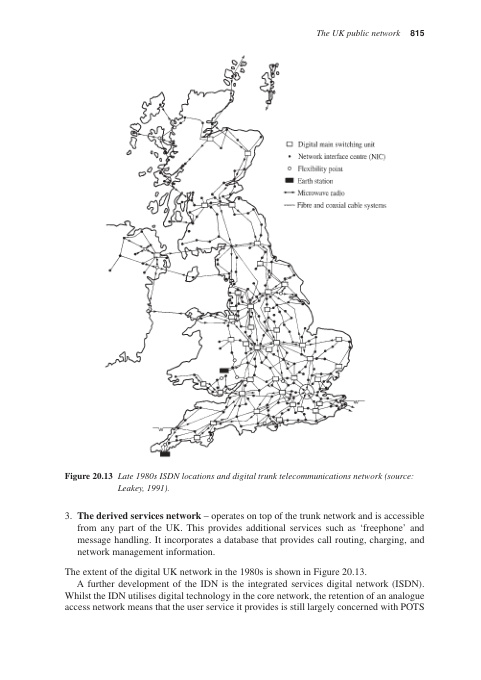 The UK public network 815
Digital main switching unit
Network interface centre (NIC)
Flexibility point
Earth station
Microwave radio
Fibre and coaxial cable systems
Figure 20.13 Late 1980s ISDN locations and digital trunk telecommunications network (source:
Leakey, 1991).
3. The derived services network – operates on top of the trunk network and is accessible
from any part of the UK. This provides additional services such as ‘freephone’ and
message handling. It incorporates a database that provides call routing, charging, and
network management information.
The extent of the digital UK network in the 1980s is shown in Figure 20.13.
A further development of the IDN is the integrated services digital network (ISDN).
Whilst the IDN utilises digital technology in the core network, the retention of an analogue
access network means that the user service it provides is still largely concerned with POTS